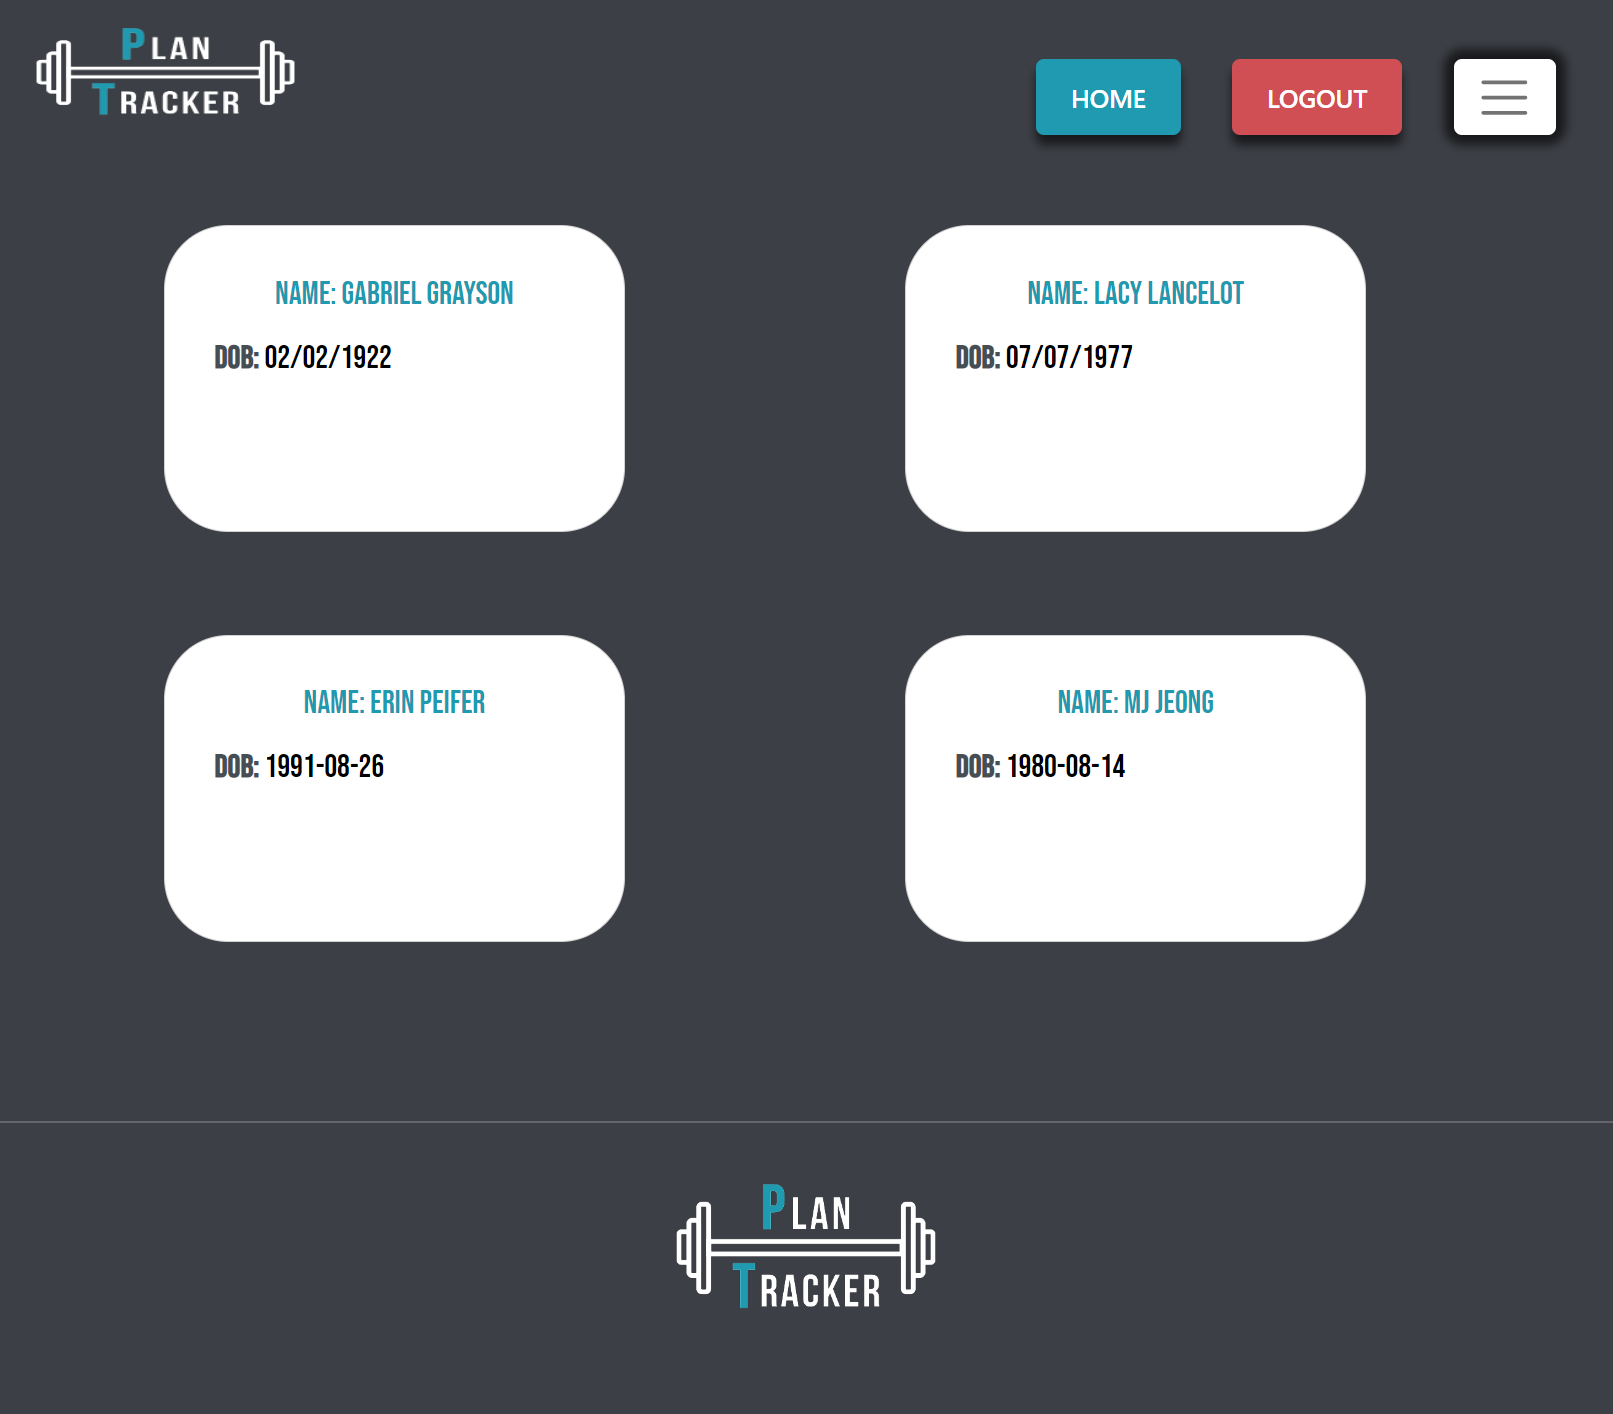 PLAN
TRACKER
HOME
LOGOUT
NAME: GABRIEL GRAYSON
DOB: 02/02/1922
NAME: LACY LANCELOT
DOB: 07/07/1977
NAME: ERIN PEIFER
DOB: 1991-08-26
NAME: MJ JEONG
DOB: 1980-08-14
PLAN
TRACKER